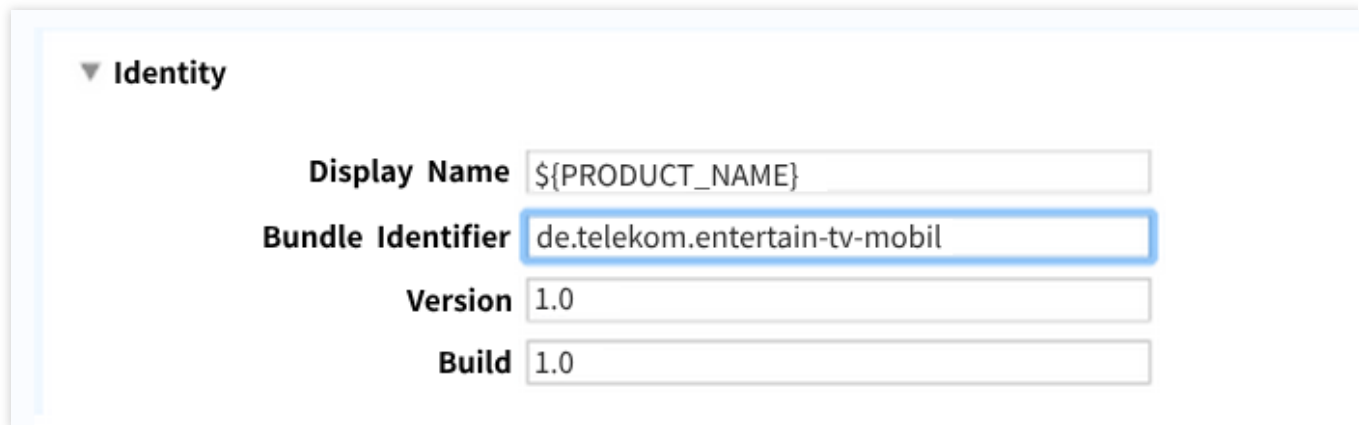 Identity
Display Name ${PRODUCT_NAME}
Bundle Identifier de.telekom.entertain-tv-mobil
Version 1.0
Build 1.0